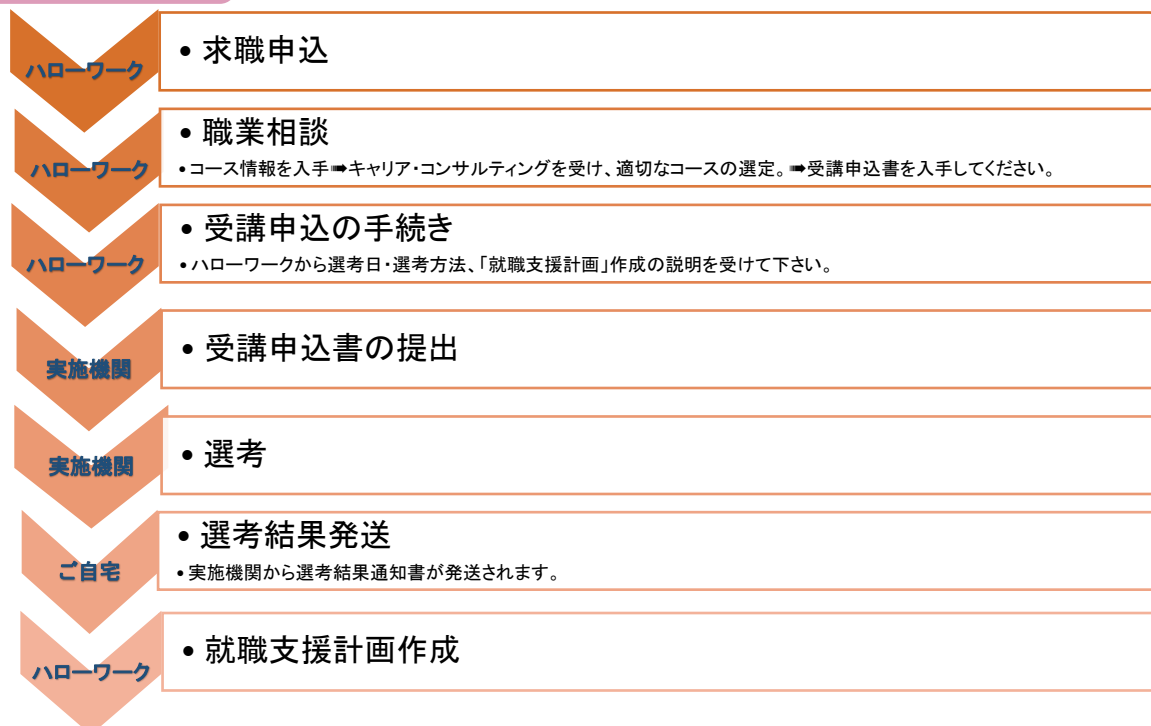 ハローワーク
• 求職申込
ハローワーク
• 職業相談
• コース情報を入手➡キャリア・コンサルティングを受け、適切なコースの選定。➡受講申込書を入手してください。
ハローワーク
• 受講申込の手続き
• ハローワークから選考日・選考方法、「就職支援計画」作成の説明を受けて下さい。
実施機関
• 受講申込書の提出
実施機関
• 選考
ご自宅
• 選考結果発送
• 実施機関から選考結果通知書が発送されます。
ハローワーク
• 就職支援計画作成